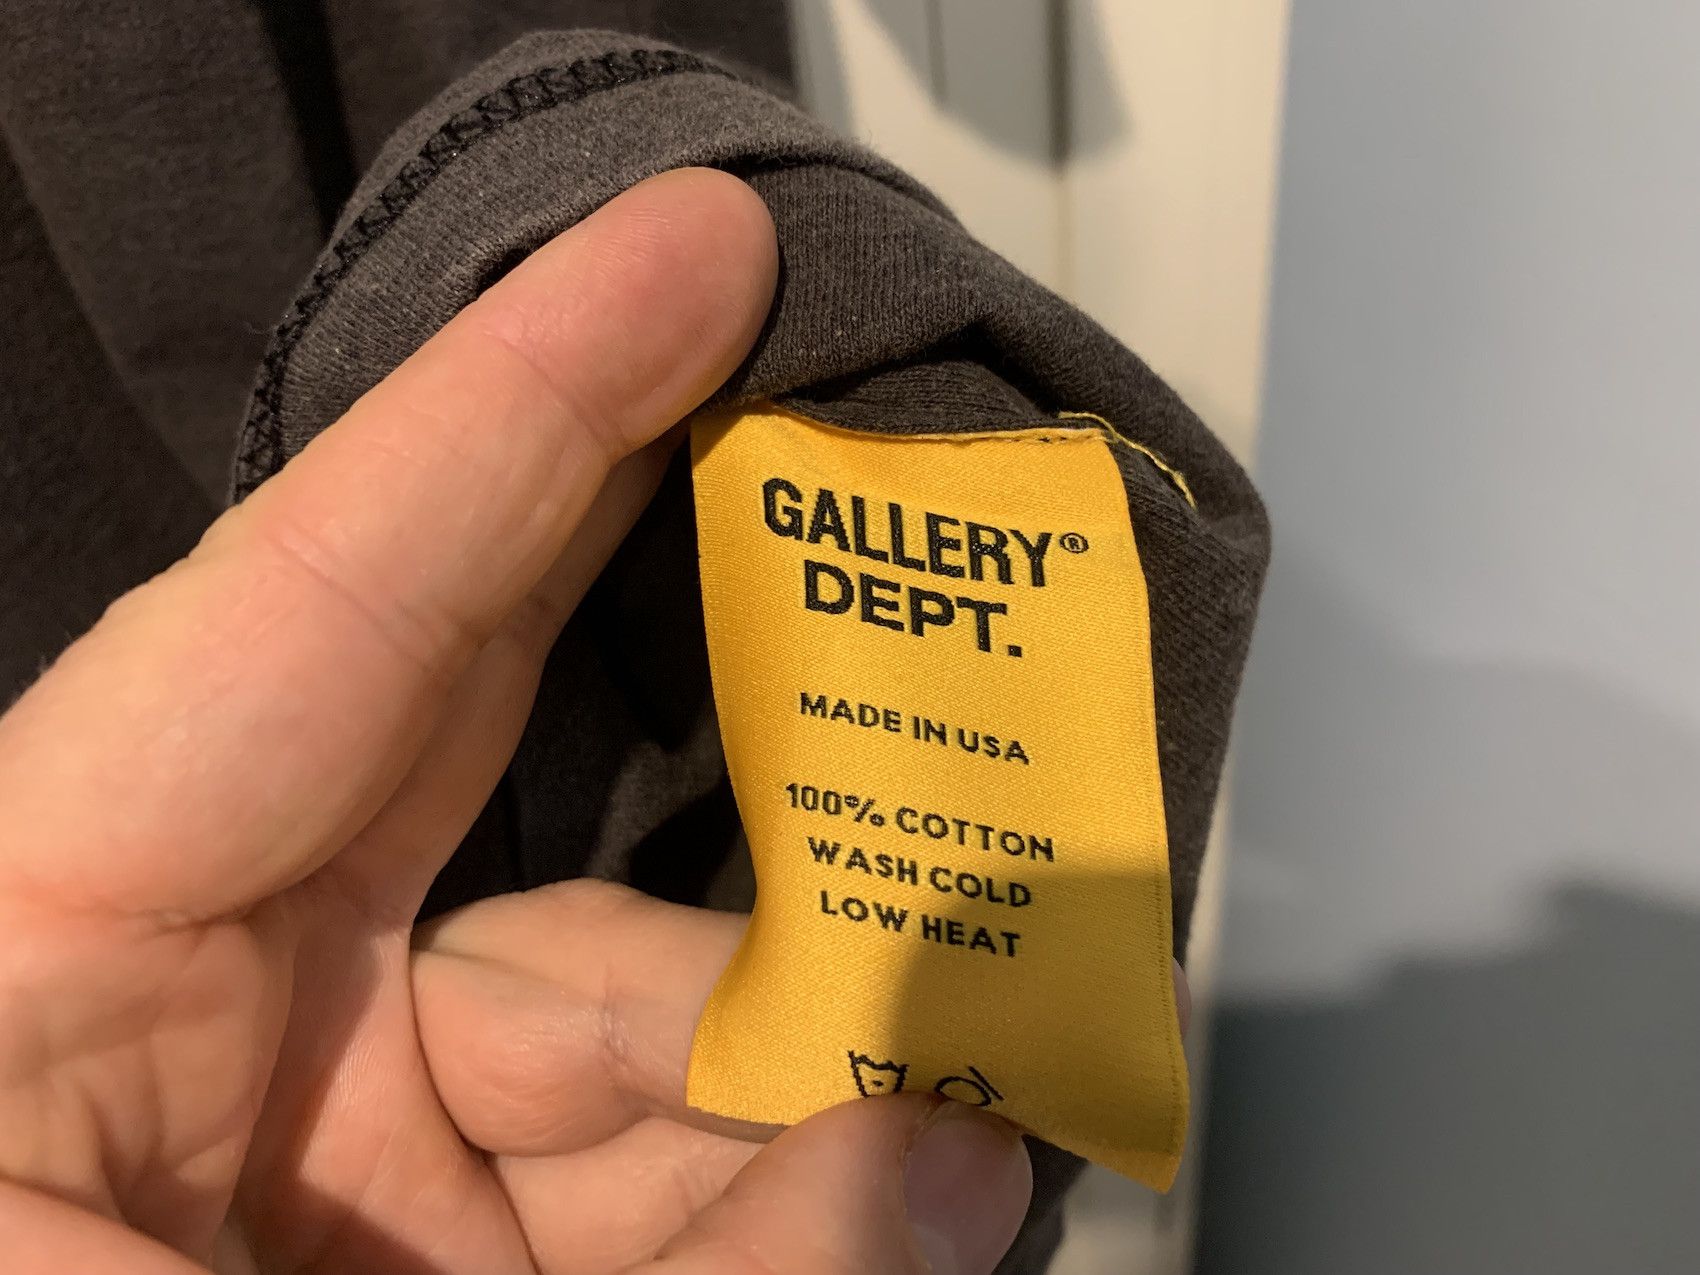 GALLERY®
DEPT.
MADE IN USA
100% COTTON
WASH COLD
LOW HEAT